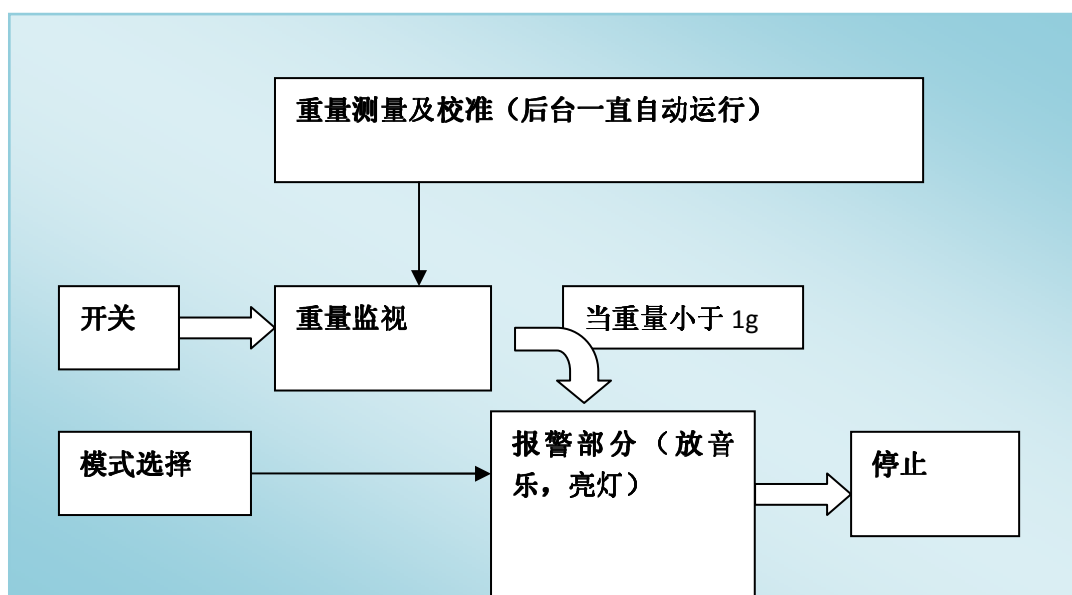 重量测量及校准（后台一直自动运行）
开关
重量监视
当重量小于 1g
模式选择
报警部分（放音
乐，亮灯）
停止